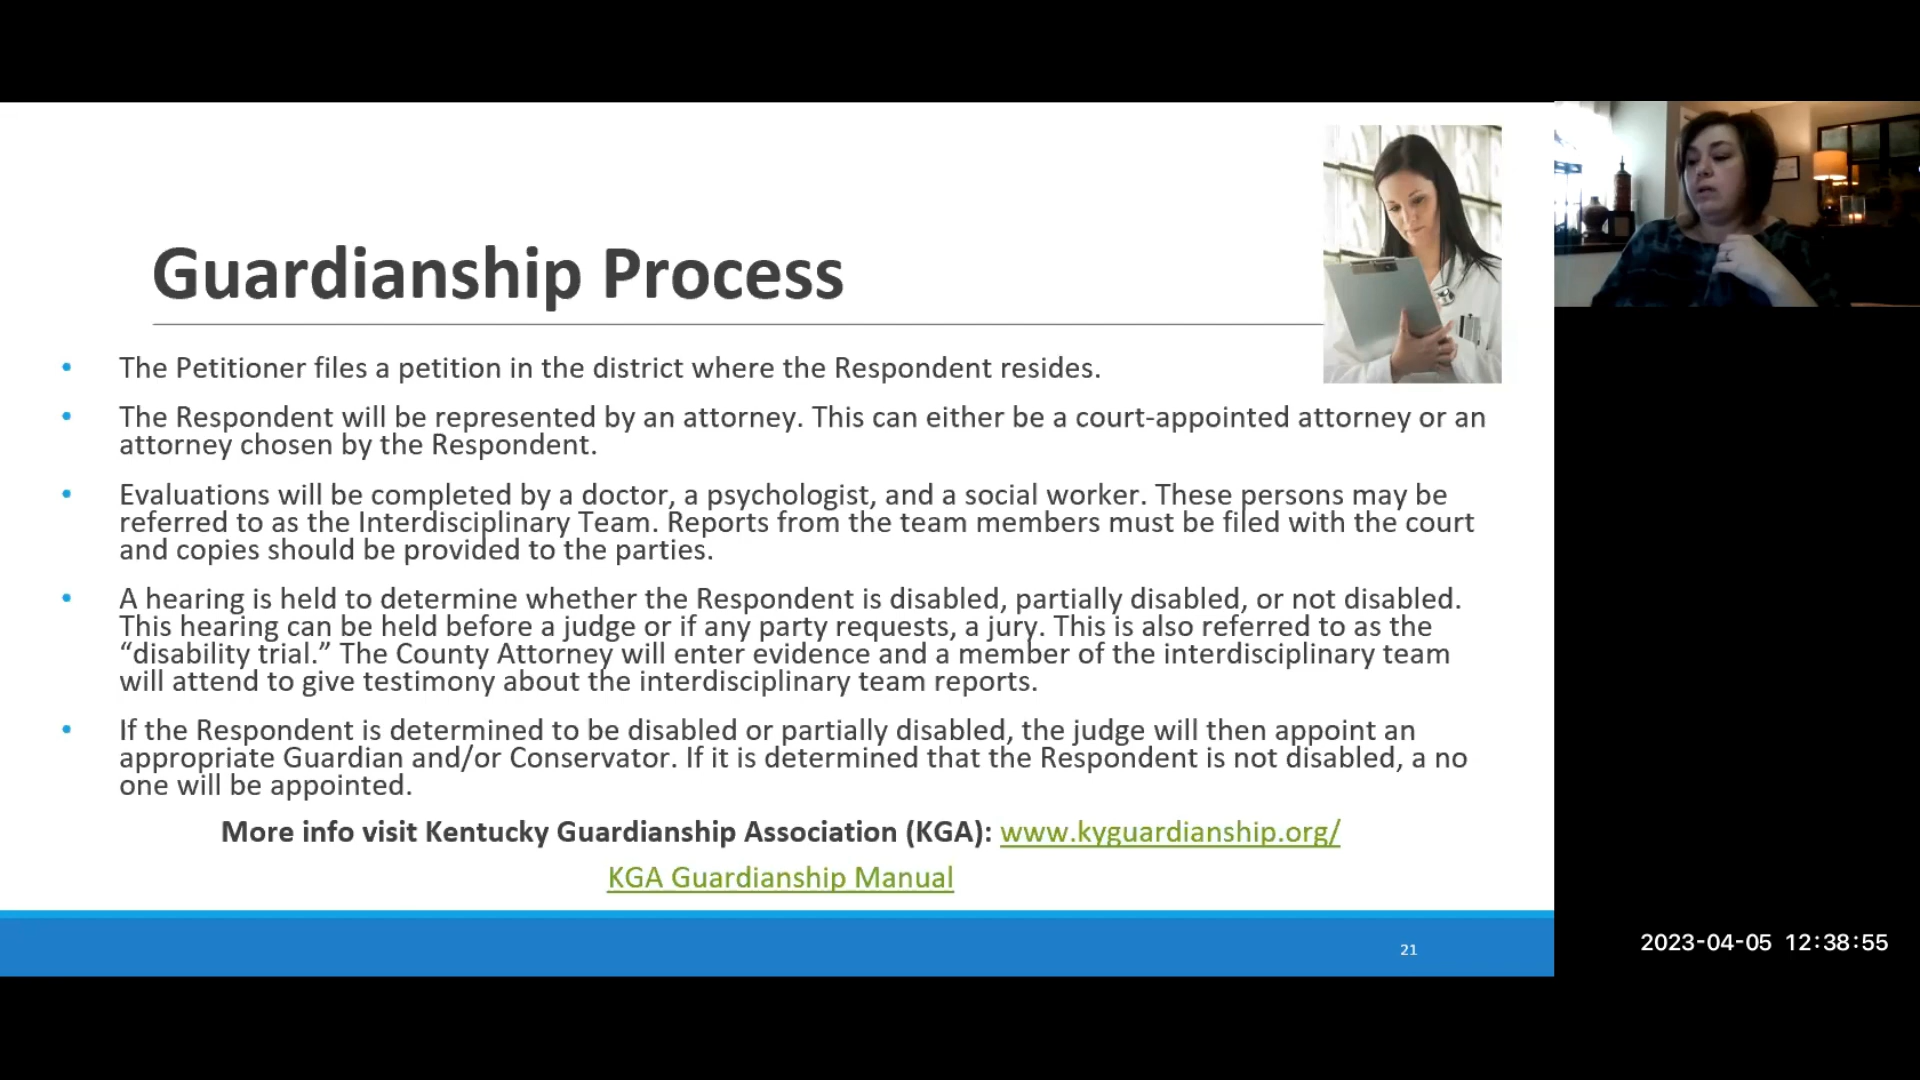 Guardianship Process
• The Petitioner files a petition in the district where the Respondent resides.
• The Respondent will be represented by an attorney. This can either be a court-appointed attorney or an
attorney chosen by the Respondent.
• Evaluations will be completed by a doctor, a psychologist, and a social worker. These persons may be
referred to as the Interdisciplinary Team. Reports from the team members must be filed with the court
and copies should be provided to the parties.
• A hearing is held to determine whether the Respondent is disabled, partially disabled, or not disabled.
This hearing can be held before a judge or if any party requests, a jury. This is also referred to as the
“disability trial.” The County Attorney will enter evidence and a member of the interdisciplinary team
will attend to give testimony about the interdisciplinary team reports.
• If the Respondent is determined to be disabled or partially disabled, the judge will then appoint an
appropriate Guardian and/or Conservator. If it is determined that the Respondent is not disabled, a no
one will be appointed.
More info visit Kentucky Guardianship Association (KGA): www.kyguardianship.org/
KGA Guardianship Manual
21
2023-04-05 12:38:55